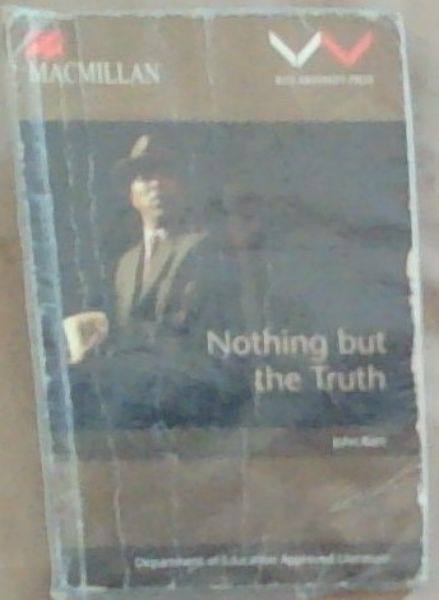 MACMILLAN
WITS UNIVERSITY PRESS
Nothing but
the Truth
John Kani
Department of Education Approved Literature